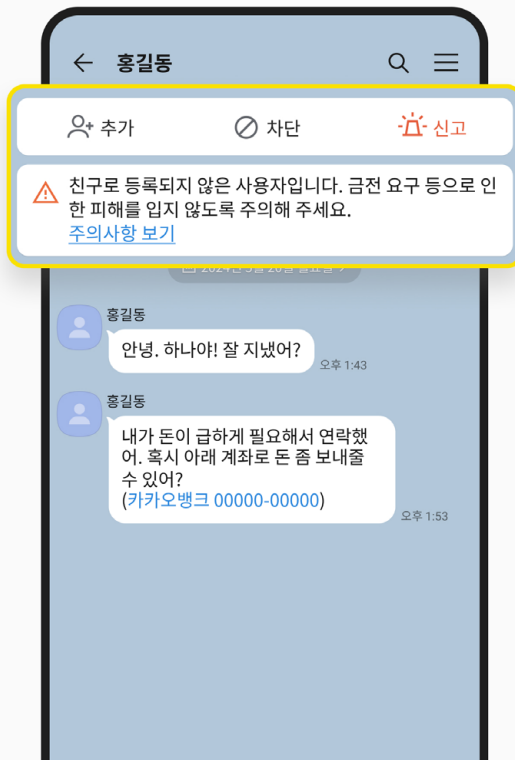 홍길동
추가
차단
신고
친구로 등록되지 않은 사용자입니다. 금전 요구 등으로 인
한 피해를 입지 않도록 주의해 주세요.
주의사항 보기
홍길동
안녕. 하나야! 잘 지냈어?
오후 1:43
홍길동
내가 돈이 급하게 필요해서 연락했
어. 혹시 아래 계좌로 돈 좀 보내줄
수 있어?
(카카오뱅크 00000-00000)
오후 1:53